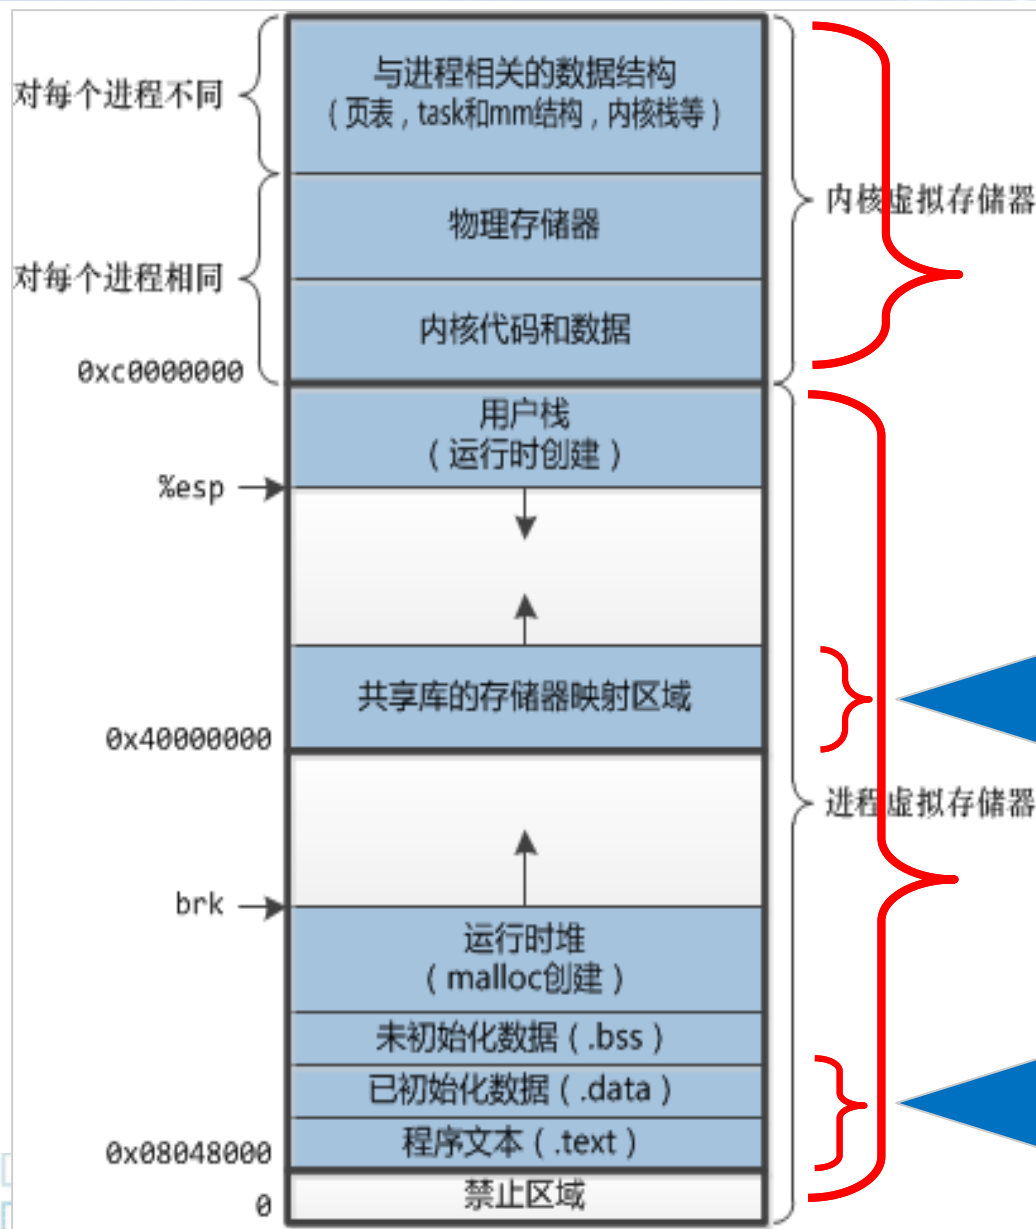 对每个进程不同
与进程相关的数据结构
（页表，task和mm结构，内核栈等）
内核虚拟存储器
物理存储器
对每个进程相同
内核代码和数据
0xc0000000
用户栈
（运行时创建）
%esp
共享库的存储器映射区域
0x40000000
进程虚拟存储器
brk
运行时堆
（malloc创建）
未初始化数据（.bss）
已初始化数据（.data）
程序文本（.text）
0x08048000
禁止区域
0